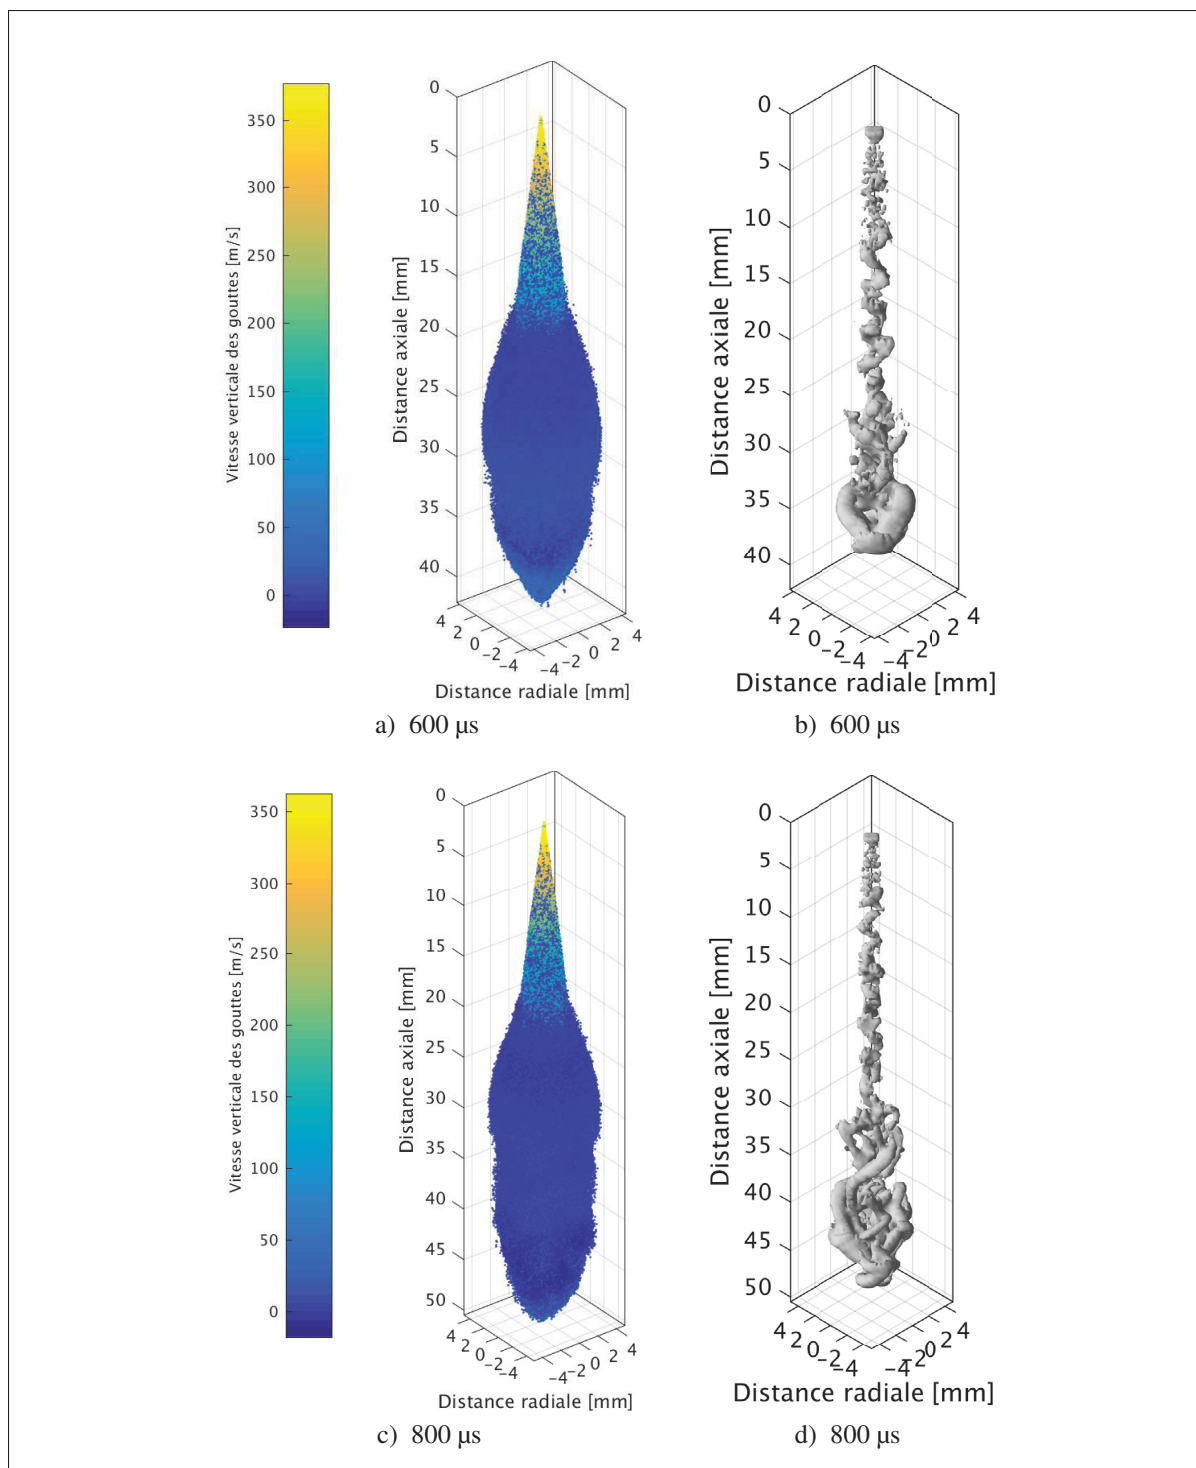 Vitesse verticale des gouttes [m/s]
350
300
250
200
150
100
50
0
Distance axiale [mm]
0
5
10
15
20
25
30
35
40
4 2 0 −2 −4
−4 −2 0 2 4
Distance radiale [mm]
a) 600 µs
Distance axiale [mm]
0
5
10
15
20
25
30
35
40
4 2 0 −2 −4
−4 −2 0 2 4
Distance radiale [mm]
b) 600 µs
Vitesse verticale des gouttes [m/s]
350
300
250
200
150
100
50
0
Distance axiale [mm]
0
5
10
15
20
25
30
35
40
45
50
4 2 0 −2 −4
−4 −2 0 2 4
Distance radiale [mm]
c) 800 µs
Distance axiale [mm]
0
5
10
15
20
25
30
35
40
45
50
4 2 0 −2 −4
−4 −2 0 2 4
Distance radiale [mm]
d) 800 µs